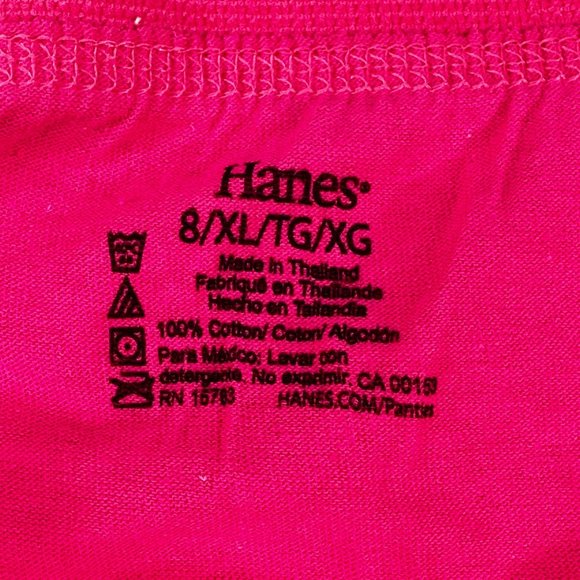 Hanes
8/XL/TG/XG
Made in Thailand
Fabriqué en Thaïlande
Hecho en Tailandia
100% Cotton/ Coton/ Algodón
Para México: Lavar con
detergente. No exprimir. CA 00153
RN 15763 HANES.COM/Panties